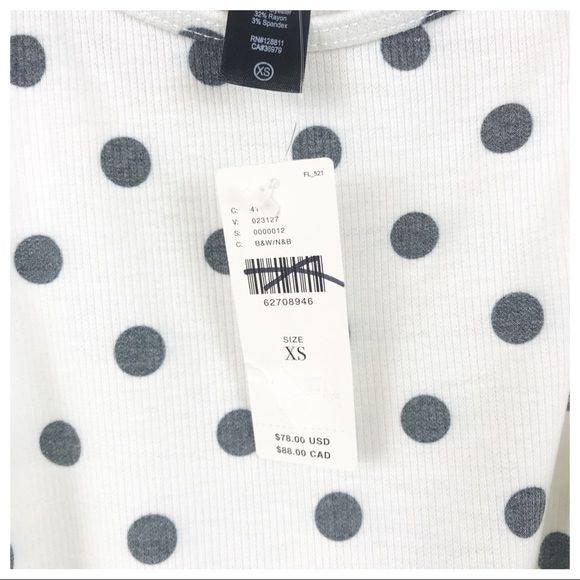 32% Rayon
3% Spandex
RN#128811
CA#36979
XS
FL_521
C: 41
V: 023127
S: 0000012
C: B&W/N&B
62708946
SIZE
XS
$78.00 USD
$88.00 CAD